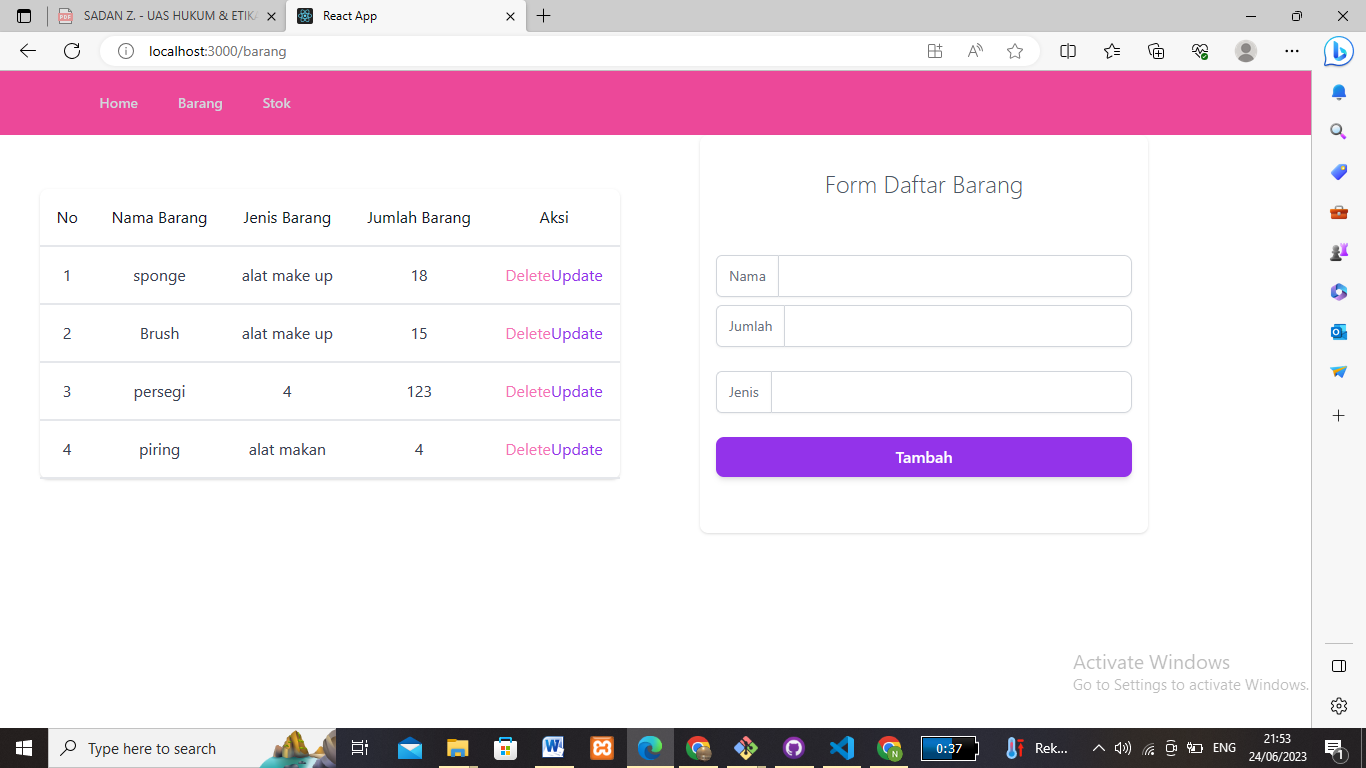 SADAN Z. - UAS HUKUM & ETIKA
React App
localhost:3000/barang
Home Barang Stok
Form Daftar Barang
No Nama Barang Jenis Barang Jumlah Barang Aksi
1 sponge alat make up 18 DeleteUpdate
2 Brush alat make up 15 DeleteUpdate
3 persegi 4 123 DeleteUpdate
4 piring alat makan 4 DeleteUpdate
Nama
Jumlah
Jenis
Tambah
Activate Windows
Go to Settings to activate Windows.
Type here to search
0:37
Rek...
ENG
21:53
24/06/2023
1